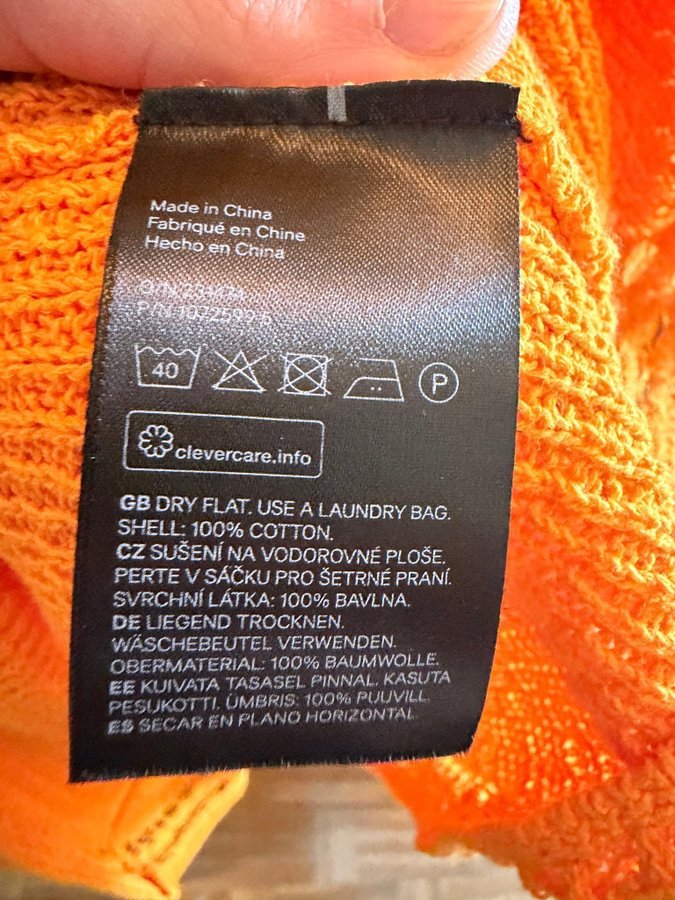 Made in China
Fabriqué en Chine
Hecho en China
40
P
clevercare.info
GB DRY FLAT. USE A LAUNDRY BAG.
SHELL: 100% COTTON.
CZ SUŠENÍ NA VODOROVNÉ PLOŠE.
PERTE V SÁČKU PRO ŠETRNÉ PRANÍ.
SVRCHNÍ LÁTKA: 100% BAVLNA.
DE LIEGEND TROCKNEN.
WÄSCHEBEUTEL VERWENDEN.
OBERMATERIAL: 100% BAUMWOLLE.
EE KUIVATA TASASEL PINNAL. KASUTA
PESUKOTTI. ÜMBRIS: 100% PUUVILL.
ES SECAR EN PLANO HORIZONTAL.